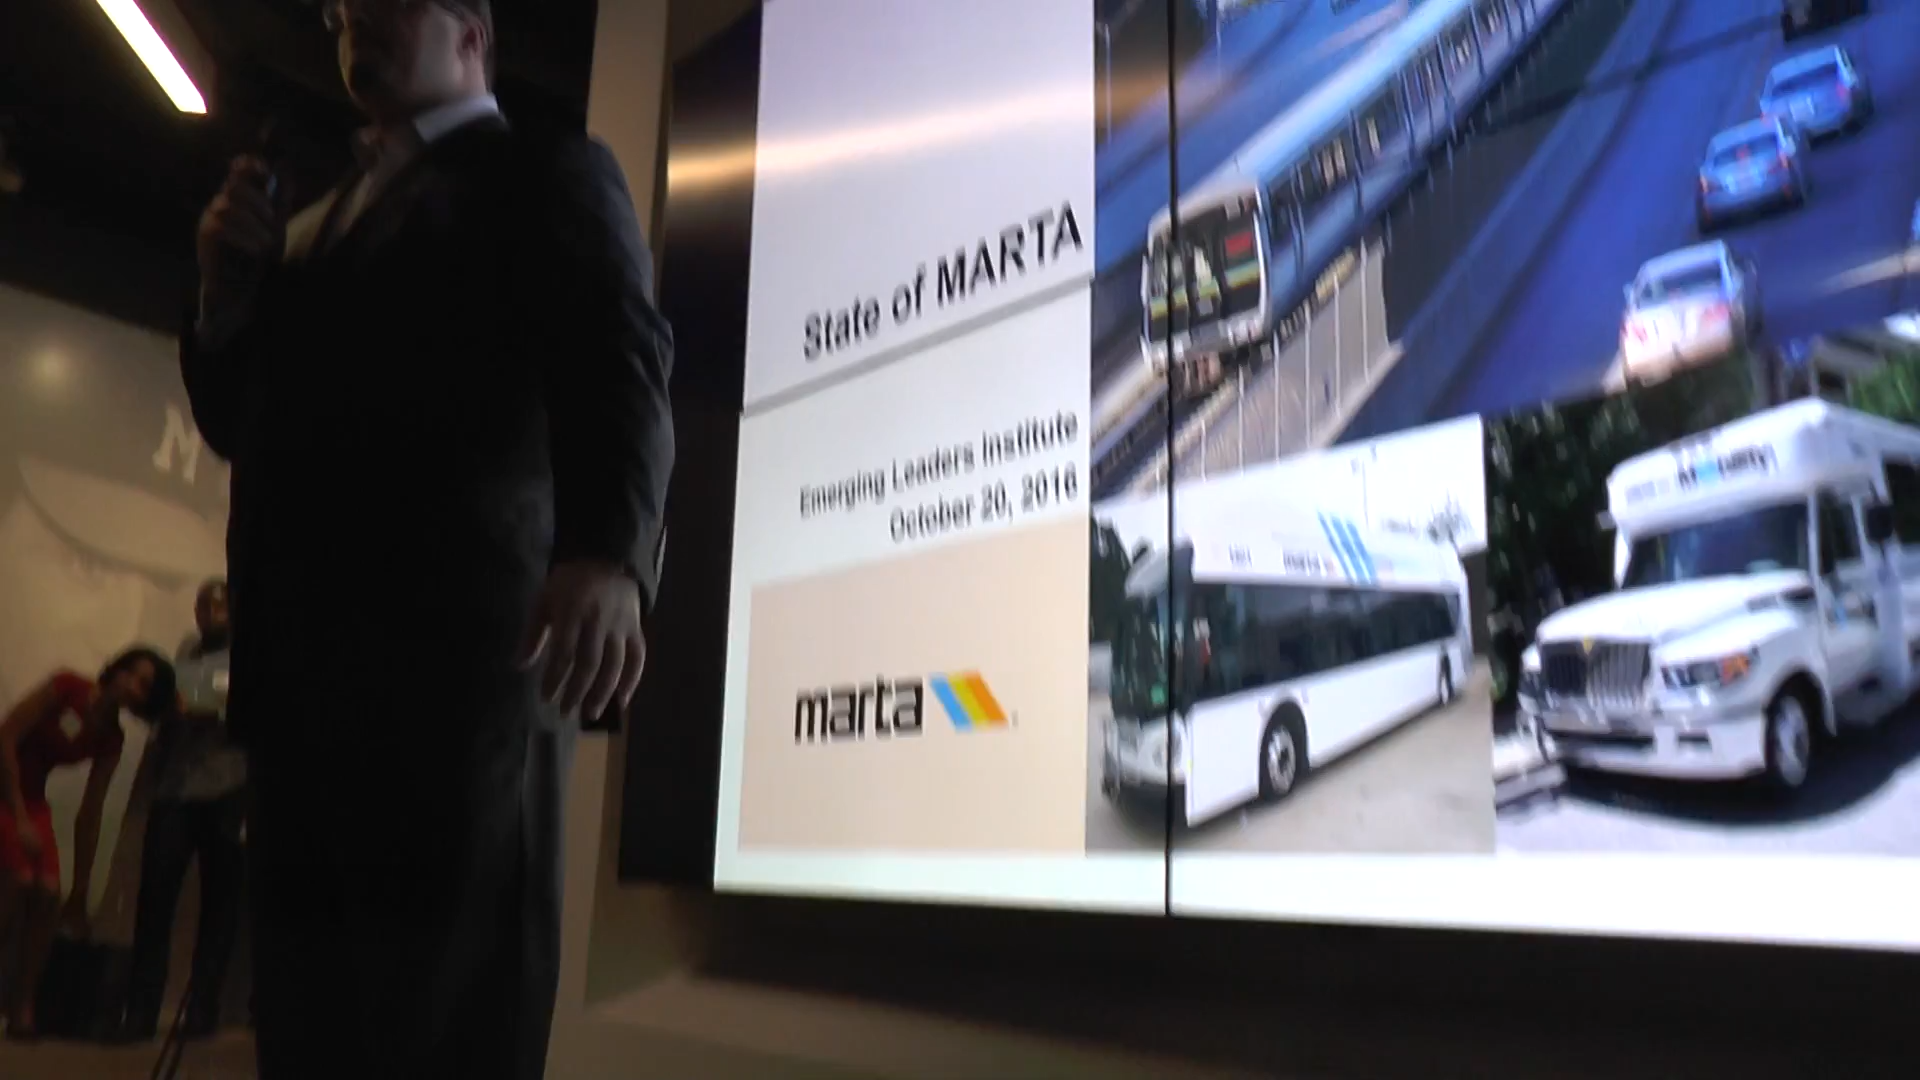 State of MARTA
Emerging Leaders Institute
October 20, 2016
marta
M